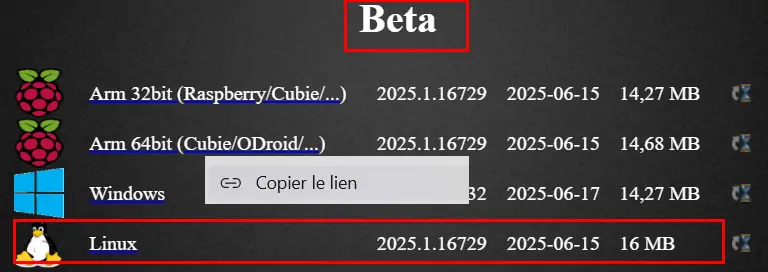 Beta
Arm 32bit (Raspberry/Cubie/...) 2025.1.16729 2025-06-15 14,27 MB
Arm 64bit (Cubie/ODroid/...) 2025.1.16729 2025-06-15 14,68 MB
Copier le lien
Windows 32 2025-06-17 14,27 MB
Linux 2025.1.16729 2025-06-15 16 MB